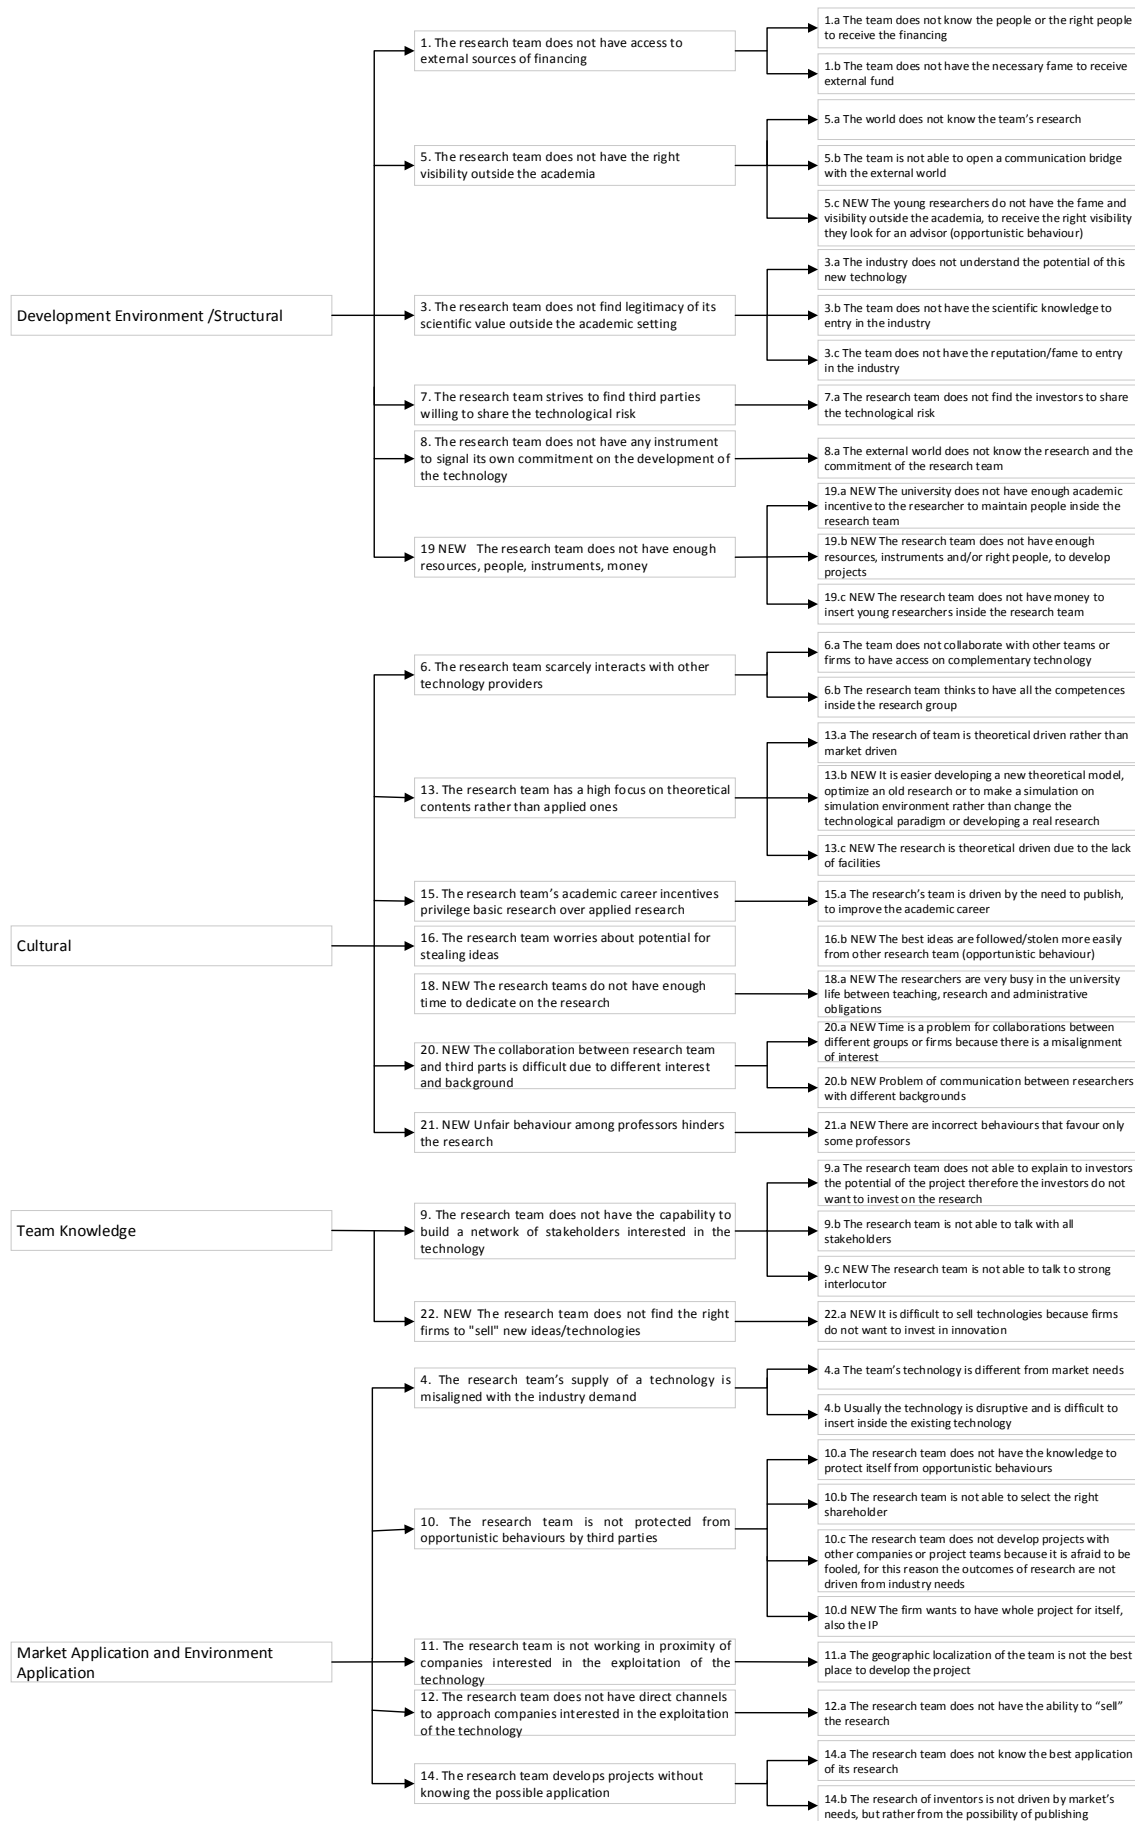 1. The research team does not have access to
external sources of financing
1.a The team does not know the people or the right people
to receive the financing
1.b The team does not have the necessary fame to receive
external fund
5. The research team does not have the right
visibility outside the academia
5.a The world does not know the team's research
5.b The team is not able to open a communication bridge
with the external world
5.c NEW The young researchers do not have the fame and
visibility outside the academia, to receive the right visibility
they look for an advisor (opportunistic behaviour)
Development Environment /Structural
3. The research team does not find legitimacy of its
scientific value outside the academic setting
3.a The industry does not understand the potential of this
new technology
3.b The team does not have the scientific knowledge to
entry in the industry
3.c The team does not have the reputation/fame to entry
in the industry
7. The research team strives to find third parties
willing to share the technological risk
7.a The research team does not find the investors to share
the technological risk
8. The research team does not have any instrument
to signal its own commitment on the development of
the technology
8.a The external world does not know the research and the
commitment of the research team
19 NEW The research team does not have enough
resources, people, instruments, money
19.a NEW The university does not have enough academic
incentive to the researcher to maintain people inside the
research team
19.b NEW The research team does not have enough
resources, instruments and/or right people, to develop
projects
19.c NEW The research team does not have money to
insert young researchers inside the research team
6. The research team scarcely interacts with other
technology providers
6.a The team does not collaborate with other teams or
firms to have access on complementary technology
6.b The research team thinks to have all the competences
inside the research group
13. The research team has a high focus on theoretical
contents rather than applied ones
13.a The research of team is theoretical driven rather than
market driven
13.b NEW It is easier developing a new theoretical model,
optimize an old research or to make a simulation on
simulation environment rather than change the
technological paradigm or developing a real research
13.c NEW The research is theoretical driven due to the lack
of facilities
15. The research team's academic career incentives
privilege basic research over applied research
15.a The research's team is driven by the need to publish,
to improve the academic career
Cultural
16. The research team worries about potential for
stealing ideas
16.b NEW The best ideas are followed/stolen more easily
from other research team (opportunistic behaviour)
18. NEW The research teams do not have enough
time to dedicate on the research
18.a NEW The researchers are very busy in the university
life between teaching, research and administrative
obligations
20. NEW The collaboration between research team
and third parts is difficult due to different interest
and background
20.a NEW Time is a problem for collaborations between
different groups or firms because there is a misalignment
of interest
20.b NEW Problem of communication between researchers
with different backgrounds
21. NEW Unfair behaviour among professors hinders
the research
21.a NEW There are incorrect behaviours that favour only
some professors
Team Knowledge
9. The research team does not have the capability to
build a network of stakeholders interested in the
technology
9.a The research team does not able to explain to investors
the potential of the project therefore the investors do not
want to invest on the research
9.b The research team is not able to talk with all
stakeholders
9.c NEW The research team is not able to talk to strong
interlocutor
22. NEW The research team does not find the right
firms to "sell" new ideas/technologies
22.a NEW It is difficult to sell technologies because firms
do not want to invest in innovation
4. The research team's supply of a technology is
misaligned with the industry demand
4.a The team's technology is different from market needs
4.b Usually the technology is disruptive and is difficult to
insert inside the existing technology
10. The research team is not protected from
opportunistic behaviours by third parties
10.a The research team does not have the knowledge to
protect itself from opportunistic behaviours
10.b The research team is not able to select the right
shareholder
10.c The research team does not develop projects with
other companies or project teams because it is afraid to be
fooled, for this reason the outcomes of research are not
driven from industry needs
10.d NEW The firm wants to have whole project for itself,
also the IP
Market Application and Environment
Application
11. The research team is not working in proximity of
companies interested in the exploitation of the
technology
11.a The geographic localization of the team is not the best
place to develop the project
12. The research team does not have direct channels
to approach companies interested in the exploitation
of the technology
12.a The research team does not have the ability to “sell”
the research
14. The research team develops projects without
knowing the possible application
14.a The research team does not know the best application
of its research
14.b The research of inventors is not driven by market's
needs, but rather from the possibility of publishing